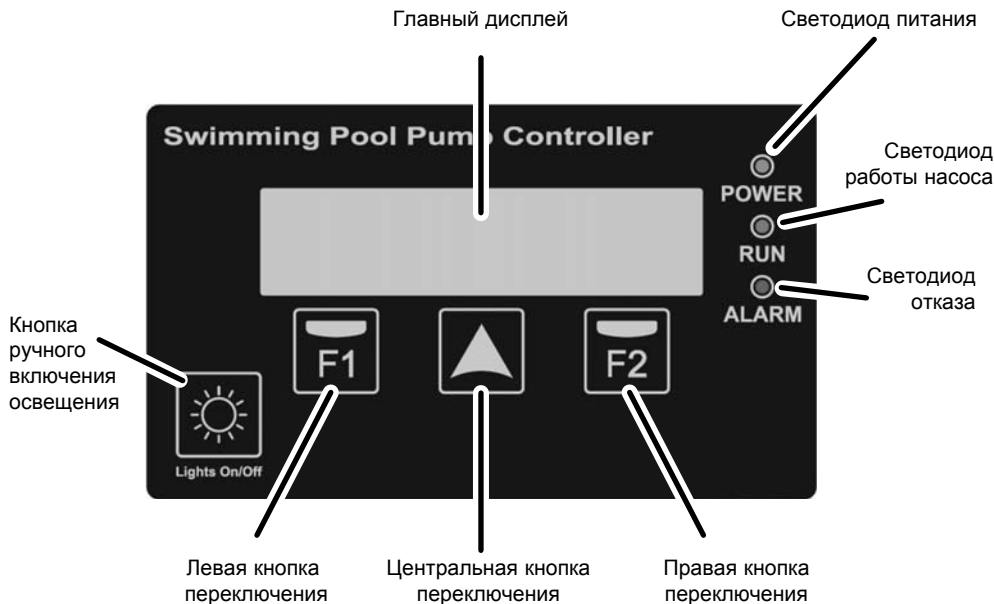 Главный дисплей
Светодиод питания
Swimming Pool Pump Controller
POWER
Светодиод
работы насоса
RUN
Светодиод
отказа
ALARM
Кнопка
ручного
включения
освещения
F1
F2
Lights On/Off
Левая кнопка
переключения
Центральная кнопка
переключения
Правая кнопка
переключения